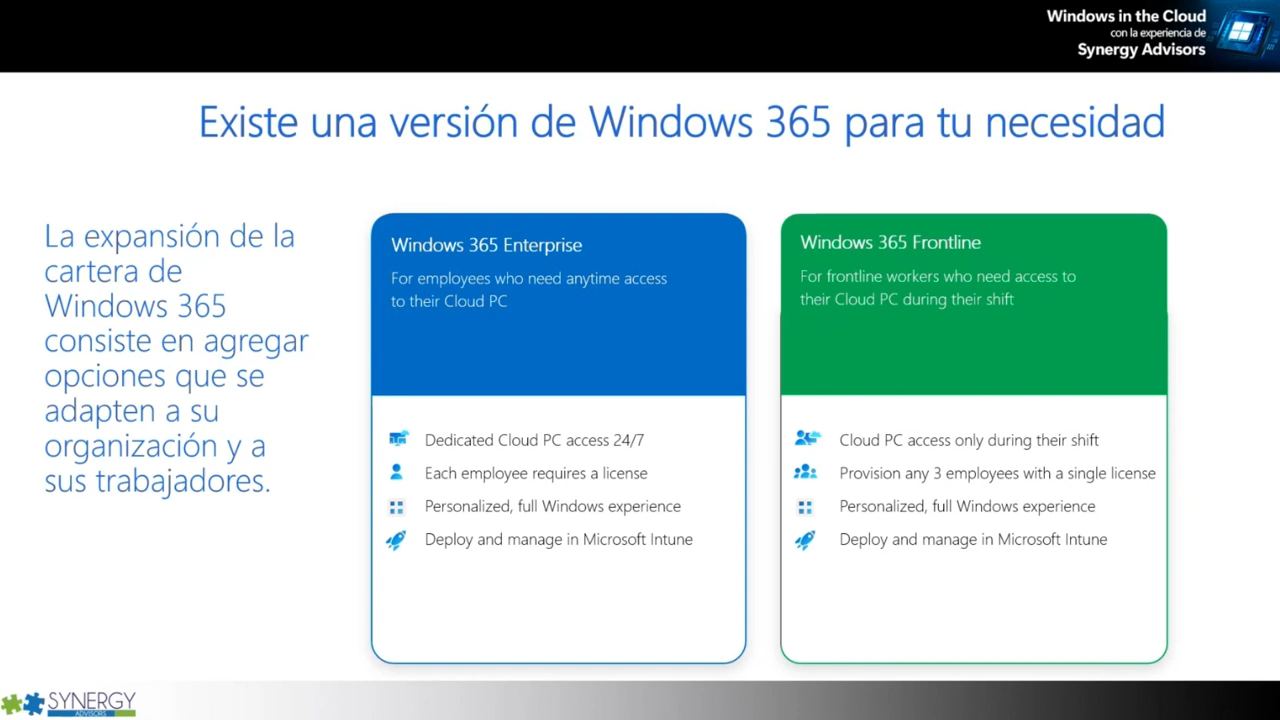 Windows in the Cloud
con la experiencia de
Synergy Advisors
Existe una versión de Windows 365 para tu necesidad
La expansión de la
cartera de
Windows 365
consiste en agregar
opciones que se
adapten a su
organización y a
sus trabajadores.
Windows 365 Enterprise
For employees who need anytime access
to their Cloud PC
Dedicated Cloud PC access 24/7
Each employee requires a license
Personalized, full Windows experience
Deploy and manage in Microsoft Intune
Windows 365 Frontline
For frontline workers who need access to
their Cloud PC during their shift
Cloud PC access only during their shift
Provision any 3 employees with a single license
Personalized, full Windows experience
Deploy and manage in Microsoft Intune
SYNERGY
ADVISORS